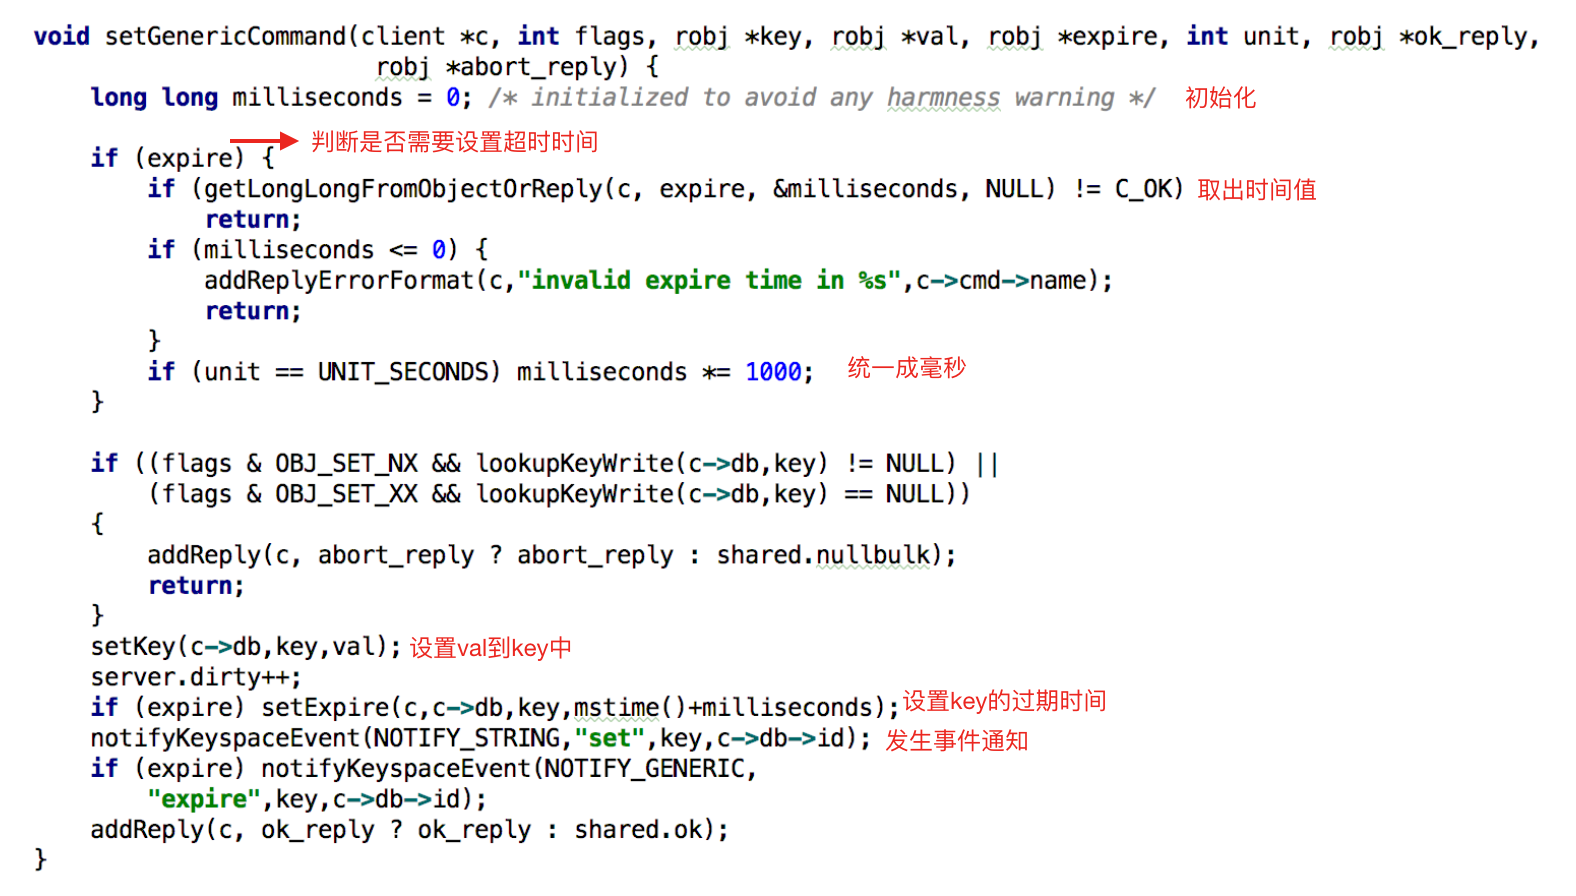 void setGenericCommand(client *c, int flags, robj *key, robj *val, robj *expire, int unit, robj *ok_reply,
robj *abort_reply) {
long long milliseconds = 0; /* initialized to avoid any harmness warning */ 初始化
判断是否需要设置超时时间
if (expire) {
if (getLongLongFromObjectOrReply(c, expire, &milliseconds, NULL) != C_OK) 取出时间值
return;
if (milliseconds <= 0) {
addReplyErrorFormat(c,"invalid expire time in %s",c->cmd->name);
return;
}
if (unit == UNIT_SECONDS) milliseconds *= 1000; 统一成毫秒
}
if ((flags & OBJ_SET_NX && lookupKeyWrite(c->db,key) != NULL) ||
(flags & OBJ_SET_XX && lookupKeyWrite(c->db,key) == NULL))
{
addReply(c, abort_reply ? abort_reply : shared.nullbulk);
return;
}
setKey(c->db,key,val); 设置val到key中
server.dirty++;
if (expire) setExpire(c,c->db,key,mstime()+milliseconds); 设置key的过期时间
notifyKeyspaceEvent(NOTIFY_STRING,"set",key,c->db->id); 发生事件通知
if (expire) notifyKeyspaceEvent(NOTIFY_GENERIC,
"expire",key,c->db->id);
addReply(c, ok_reply ? ok_reply : shared.ok);
}